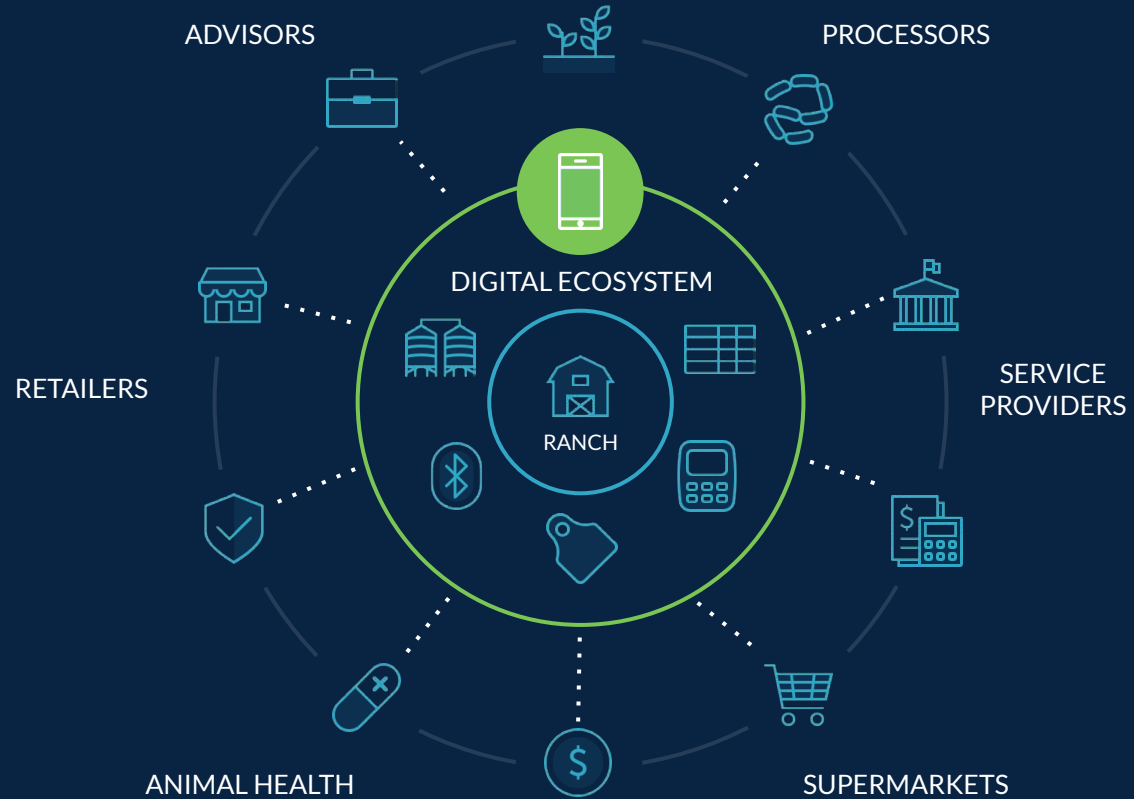 ADVISORS
PROCESSORS
DIGITAL ECOSYSTEM
RETAILERS
RANCH
SERVICE
PROVIDERS
$
ANIMAL HEALTH
$
SUPERMARKETS